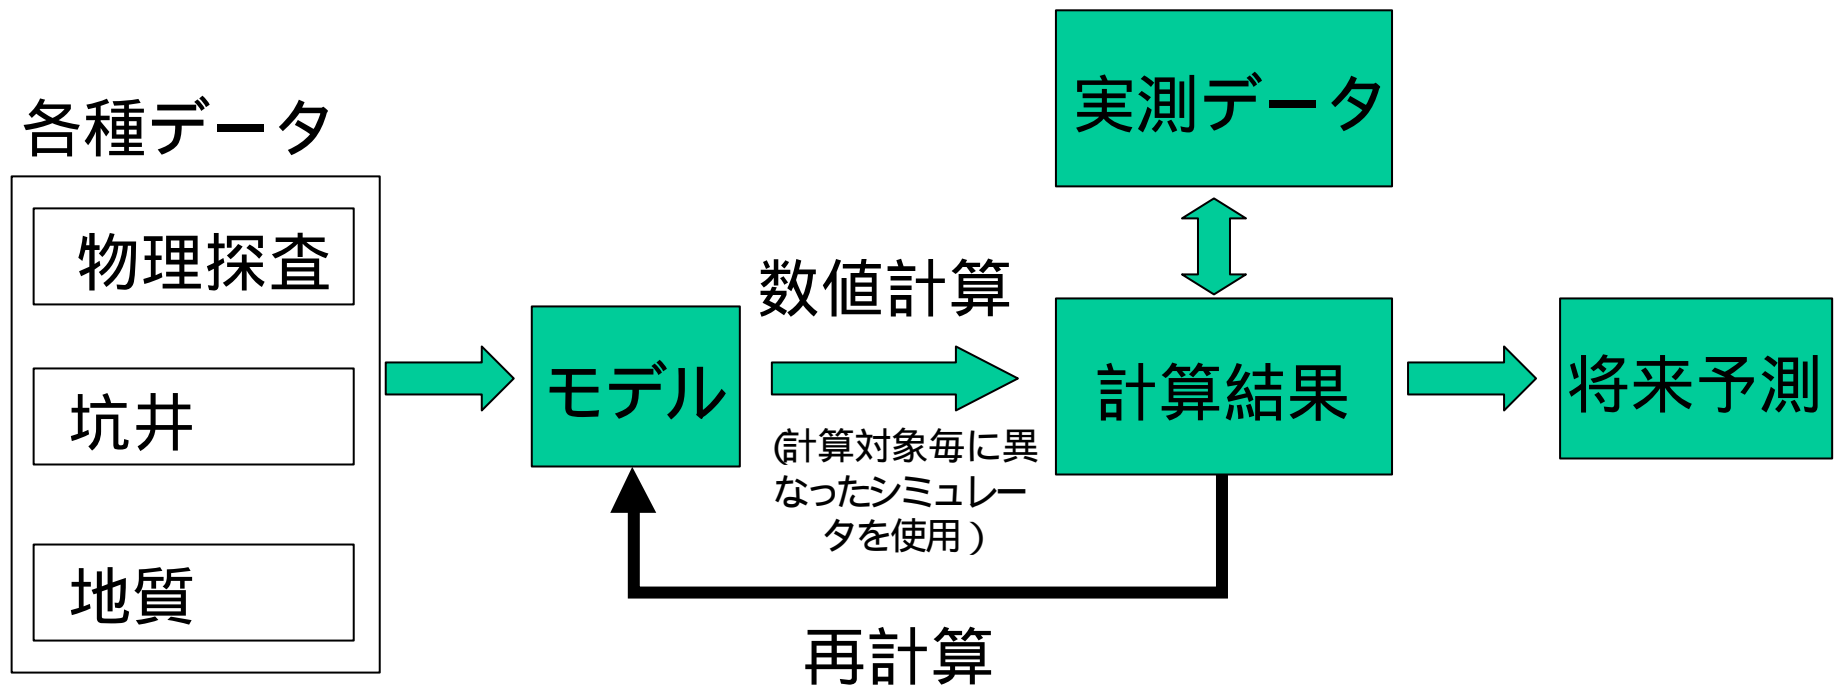 各種データ
物理探査
坑井
地質
モデル
数値計算
(計算対象毎に異
なったシミュレー
タを使用)
実測データ
計算結果
将来予測
再計算